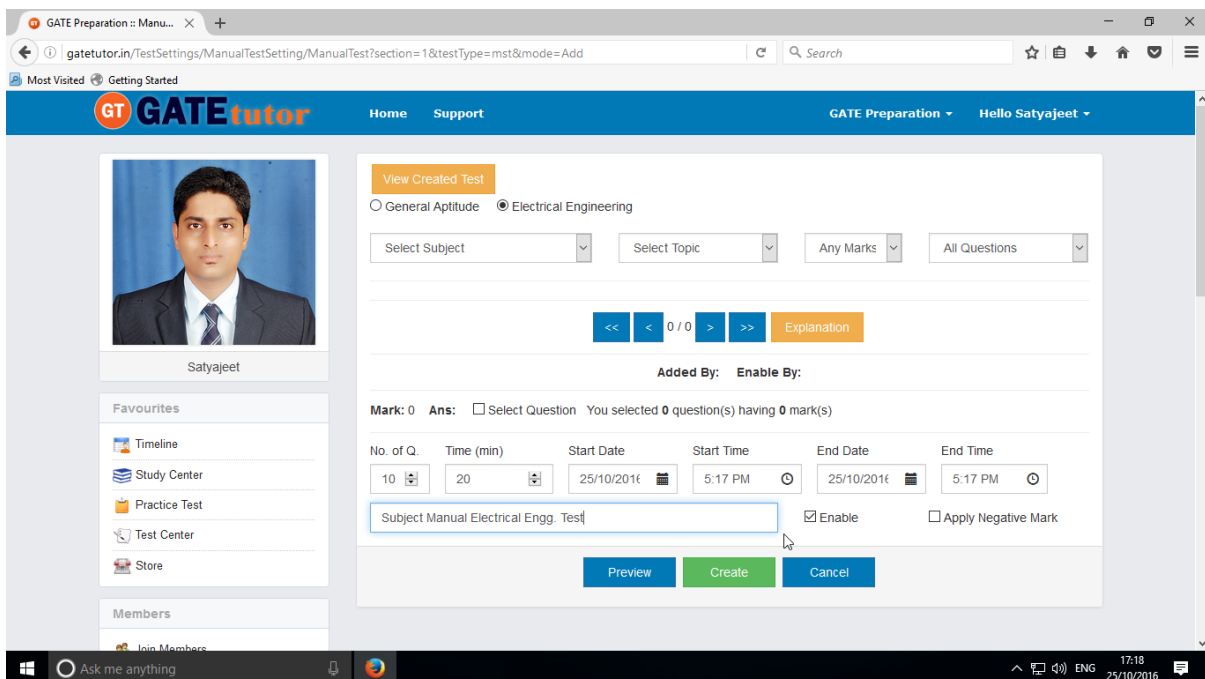 GATE Preparation :: Manu...
gatetutor.in/TestSettings/ManualTestSetting/ManualTest?section=1&testType=mst&mode=Add
Search
Most Visited Getting Started
GT GATEtutor Home Support GATE Preparation Hello Satyajeet
View Created Test
General Aptitude Electrical Engineering
Select Subject Select Topic Any Marks All Questions
<< < 0 / 0 > >> Explanation
Satyajeet
Added By: Enable By:
Favourites
Mark: 0 Ans: Select Question You selected 0 question(s) having 0 mark(s)
Timeline
No. of Q. Time (min) Start Date Start Time End Date End Time
Study Center
10 20 25/10/2016 5:17 PM 25/10/2016 5:17 PM
Practice Test
Subject Manual Electrical Engg. Test Enable Apply Negative Mark
Test Center
Store
Preview Create Cancel
Members
Join Members
Ask me anything
ENG
17:18
25/10/2016